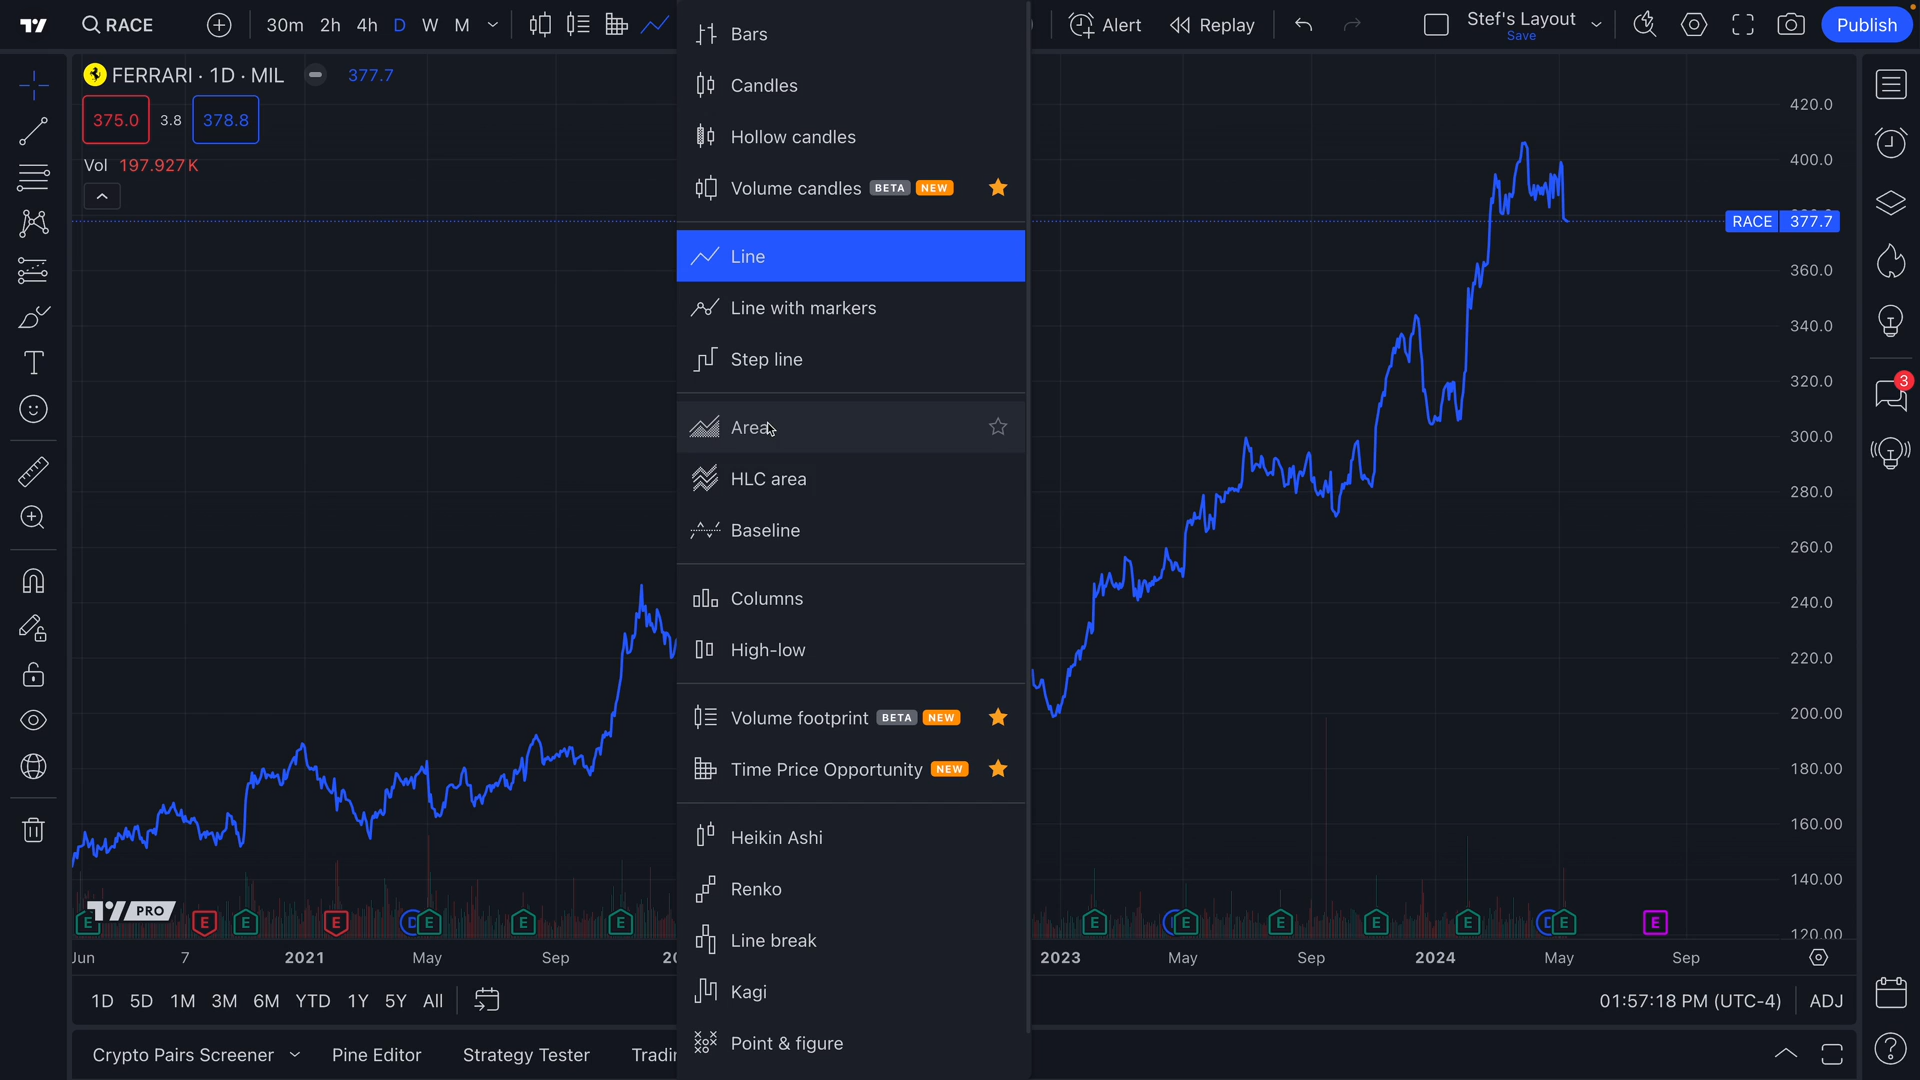 RACE
30m 2h 4h D W M
Alert
Replay
Stef's Layout
Save
Publish
FERRARI · 1D · MIL
377.7
375.0 3.8 378.8
Vol 197.927K
Bars
Candles
Hollow candles
Volume candles BETA NEW
Line
Line with markers
Step line
Area
HLC area
Baseline
Columns
High-low
Volume footprint BETA NEW
Time Price Opportunity NEW
Heikin Ashi
Renko
Line break
Kagi
Point & figure
420.0
400.0
RACE 377.7
360.0
340.0
320.0
300.0
280.0
260.0
240.0
220.0
200.00
180.00
160.00
140.00
120.00
3
PRO
E E E E D E E E E E E E E E D E E
Jun 7 2021 May Sep 2023 May Sep 2024 May Sep
1D 5D 1M 3M 6M YTD 1Y 5Y All
01:57:18 PM (UTC-4) ADJ
Crypto Pairs Screener Pine Editor Strategy Tester